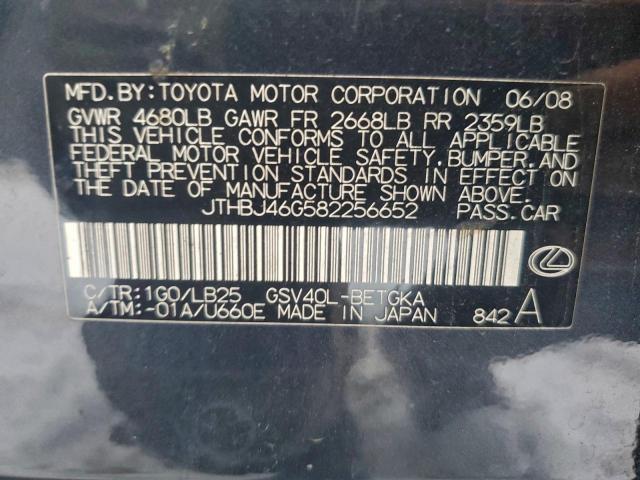 MFD.BY:TOYOTA MOTOR CORPORATION 06/08
GVWR 4680LB GAWR FR 2668LB RR 2359LB
THIS VEHICLE CONFORMS TO ALL APPLICABLE
FEDERAL MOTOR VEHICLE SAFETY,BUMPER,AND
THEFT PREVENTION STANDARDS IN EFFECT ON
THE DATE OF MANUFACTURE SHOWN ABOVE.
JTHBJ46G582256652 PASS.CAR
C/TR:1G0/LB25 GSV40L-BETGKA
A/TM:-01A/U660E MADE IN JAPAN 842 A